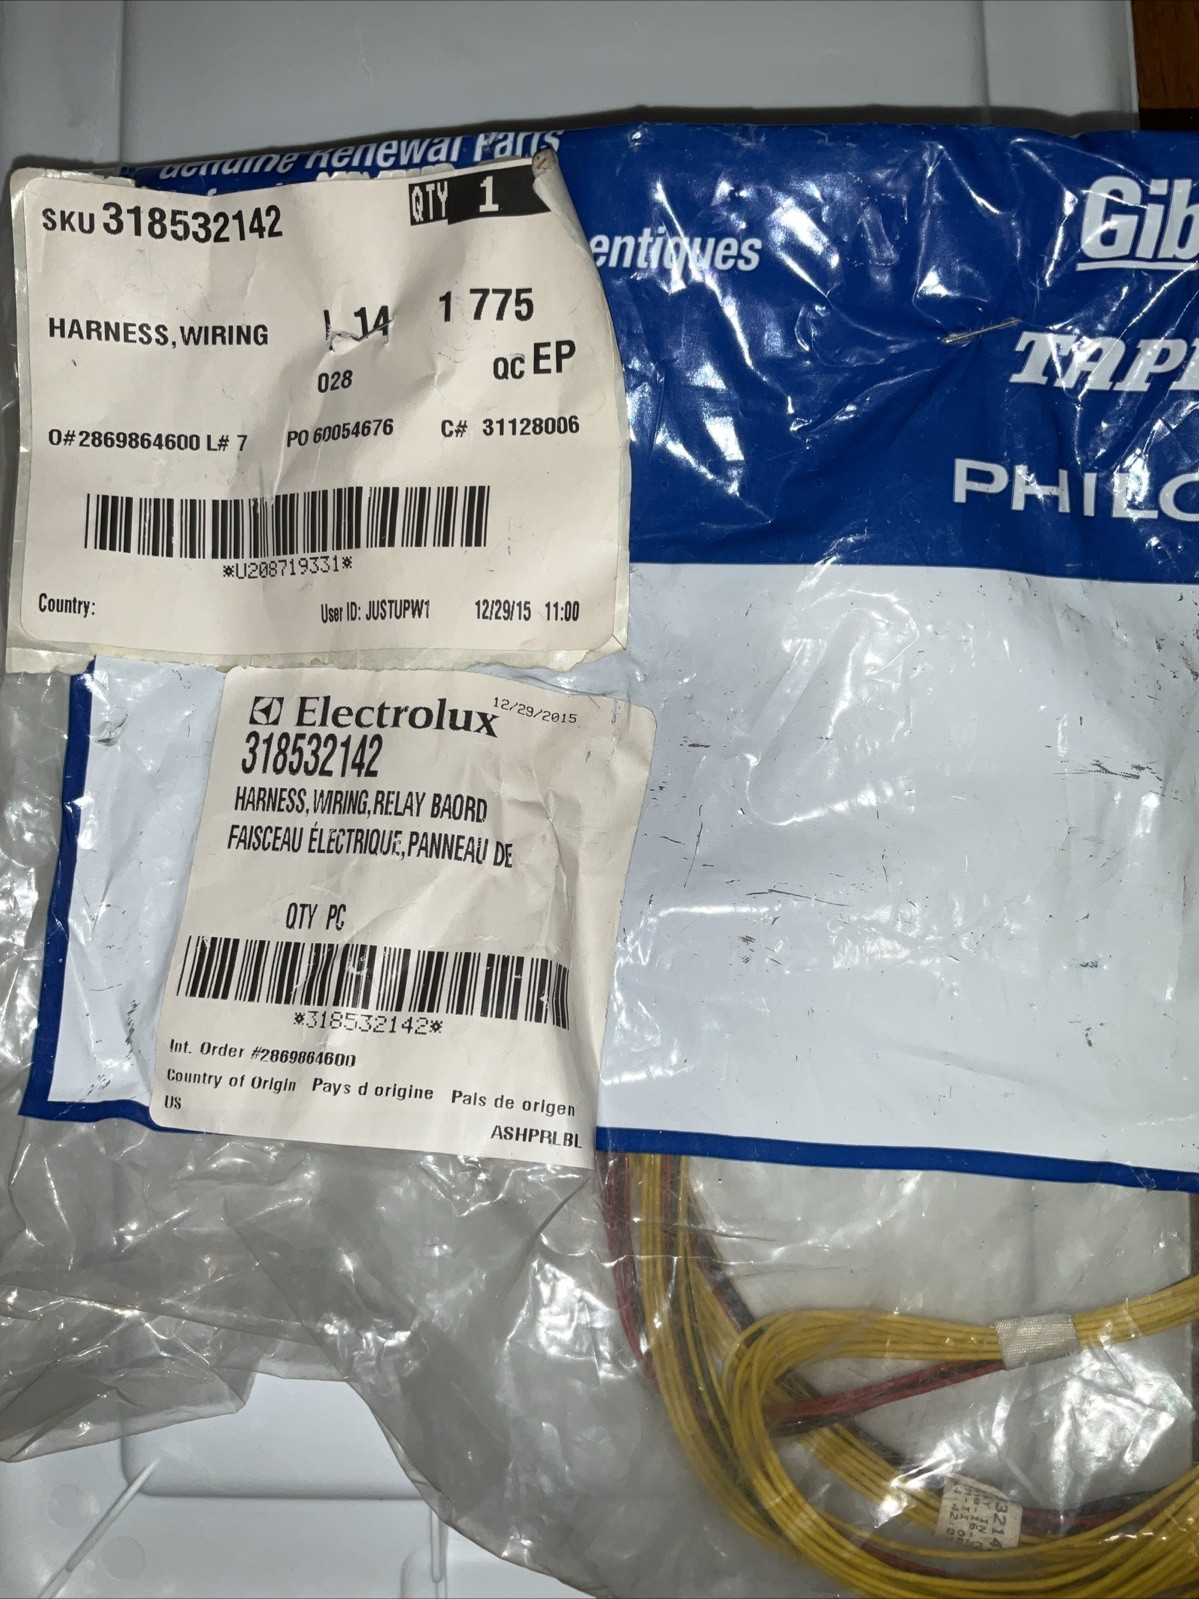 Genuine Renewal Parts
SKU 318532142
QTY 1
entiques
Gib
HARNESS,WIRING
L 14
1 775
TAP
028
QC EP
O#2869864600 L# 7
PO 60054676
C# 31128006
PHILC
*U208719331*
Country:
User ID: JUSTUPW1
12/29/15 11:00
Electrolux
12/29/2015
318532142
HARNESS,WIRING,RELAY BAORD
FAISCEAU ÉLECTRIQUE,PANNEAU DE
QTY PC
*318532142*
Int. Order #2869864600
Country of Origin Pays d origine Pais de origen
US
ASHPRLBL